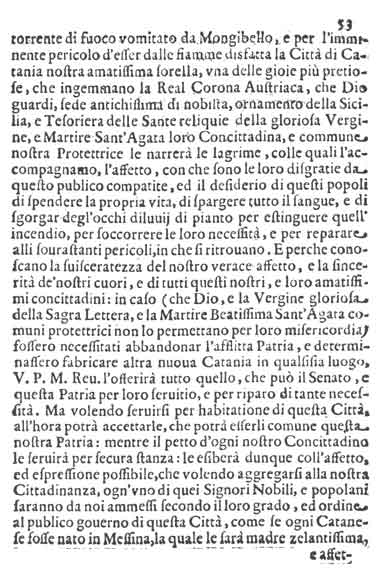 53
torrente di fuoco vomitato da Mongibello, e per l'immi-
nente pericolo d'esser dalle fiamme disfatta la Città di Ca-
tania nostra amatissima sorella, vna delle gioie più pretio-
se, che ingemmano la Real Corona Austriaca, che Dio
guardi, sede antichissima di nobiltà, ornamento della Sici-
lia, e Tesoriera delle Sante reliquie della gloriosa Vergi-
ne, e Martire Sant'Agata loro Concittadina, e commune
nostra Protettrice le narrerà le lagrime, colle quali l'ac-
compagnamo, l'affetto, con che sono le loro disgratie da
questo publico compatite, ed il desiderio di questi popoli
di spendere la propria vita, di spargere tutto il sangue, e di
sgorgar degl'occhi diluuij di pianto per estinguere quell'
incendio, per soccorrere le loro necessità, e per reparare
alli sourastanti pericoli, in che si ritrouano. E perche cono-
scano la suisceratezza del nostro verace affetto, e la since-
rità de'nostri cuori, e di tutti questi nostri, e loro amatissi-
mi concittadini: in caso (che Dio, e la Vergine gloriosa
della Sagra Lettera, e la Martire Beatissima Sant'Agata co-
muni protettrici non lo permettano per loro misericordia)
fossero necessitati abbandonar l'afflitta Patria, e determi-
nassero fabricare altra nuoua Catania in qualsisia luogo,
V. P. M. Reu. l'offerirà tutto quello, che può il Senato, e
questa Patria per loro seruitio, e per riparo di tante neces-
sità. Ma volendo seruirsi per habitatione di questa Città,
all'hora potrà accettarle, che potrà esserli comune questa
nostra Patria: mentre il petto d'ogni nostro Concittadino
le seruirà per secura stanza: le esiberà dunque coll'affetto,
ed espressione possibile, che volendo aggregarsi alla nostra
Cittadinanza, ogn'vno di quei Signori Nobili, e popolani
saranno da noi ammessi secondo il loro grado, ed ordine
al publico gouerno di questa Città, come se ogni Catane-
se fosse nato in Messina, la quale le sarà madre zelantissima,
e affet-